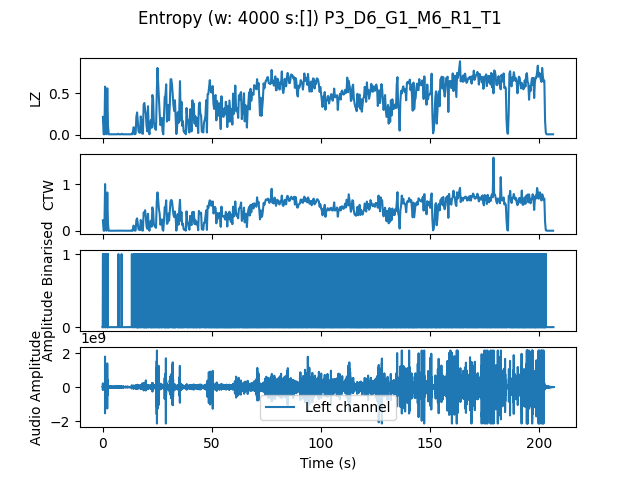 Entropy (w: 4000 s:[]) P3_D6_G1_M6_R1_T1
LZ
0.5
0.0
CTW
1
0
Amplitude Binarised
1
0
1e9
Audio Amplitude
2
0
−2
Left channel
0
50
100
150
200
Time (s)